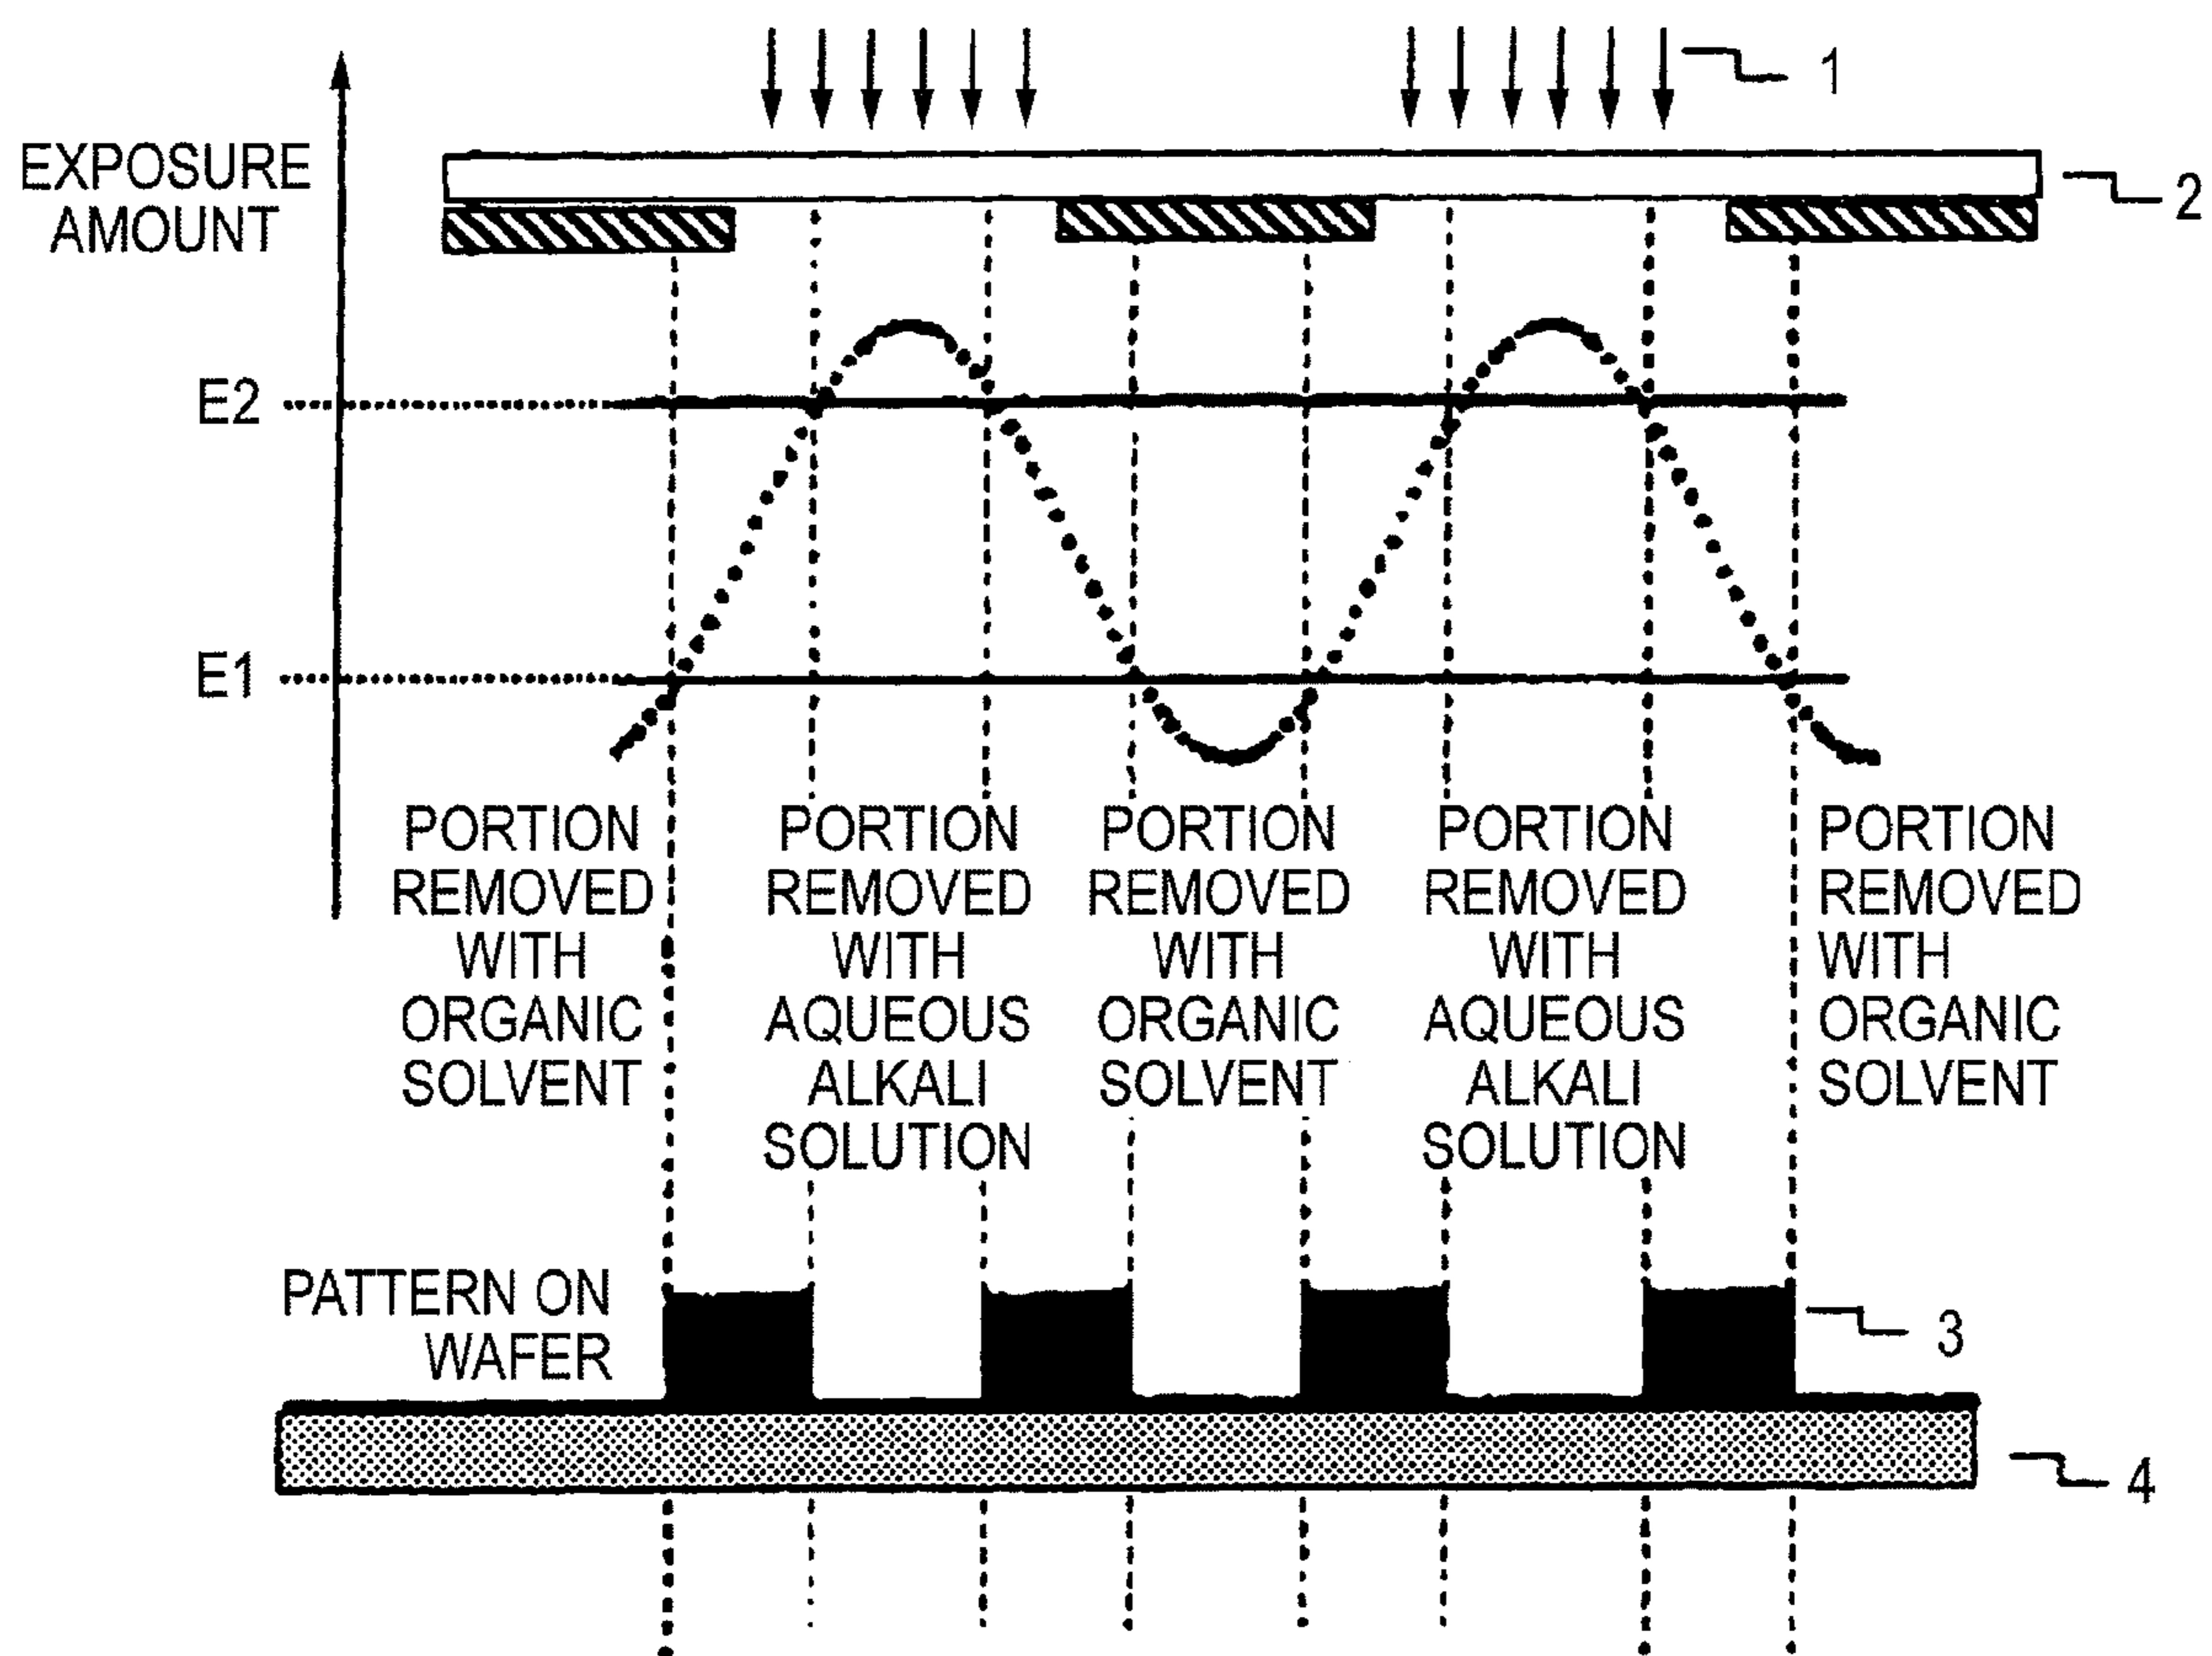 1
EXPOSURE
AMOUNT
2
E2
E1
PORTION
REMOVED
WITH
ORGANIC
SOLVENT
PORTION
REMOVED
WITH
AQUEOUS
ALKALI
SOLUTION
PORTION
REMOVED
WITH
ORGANIC
SOLVENT
PORTION
REMOVED
WITH
AQUEOUS
ALKALI
SOLUTION
PORTION
REMOVED
WITH
ORGANIC
SOLVENT
PATTERN ON
WAFER
3
4